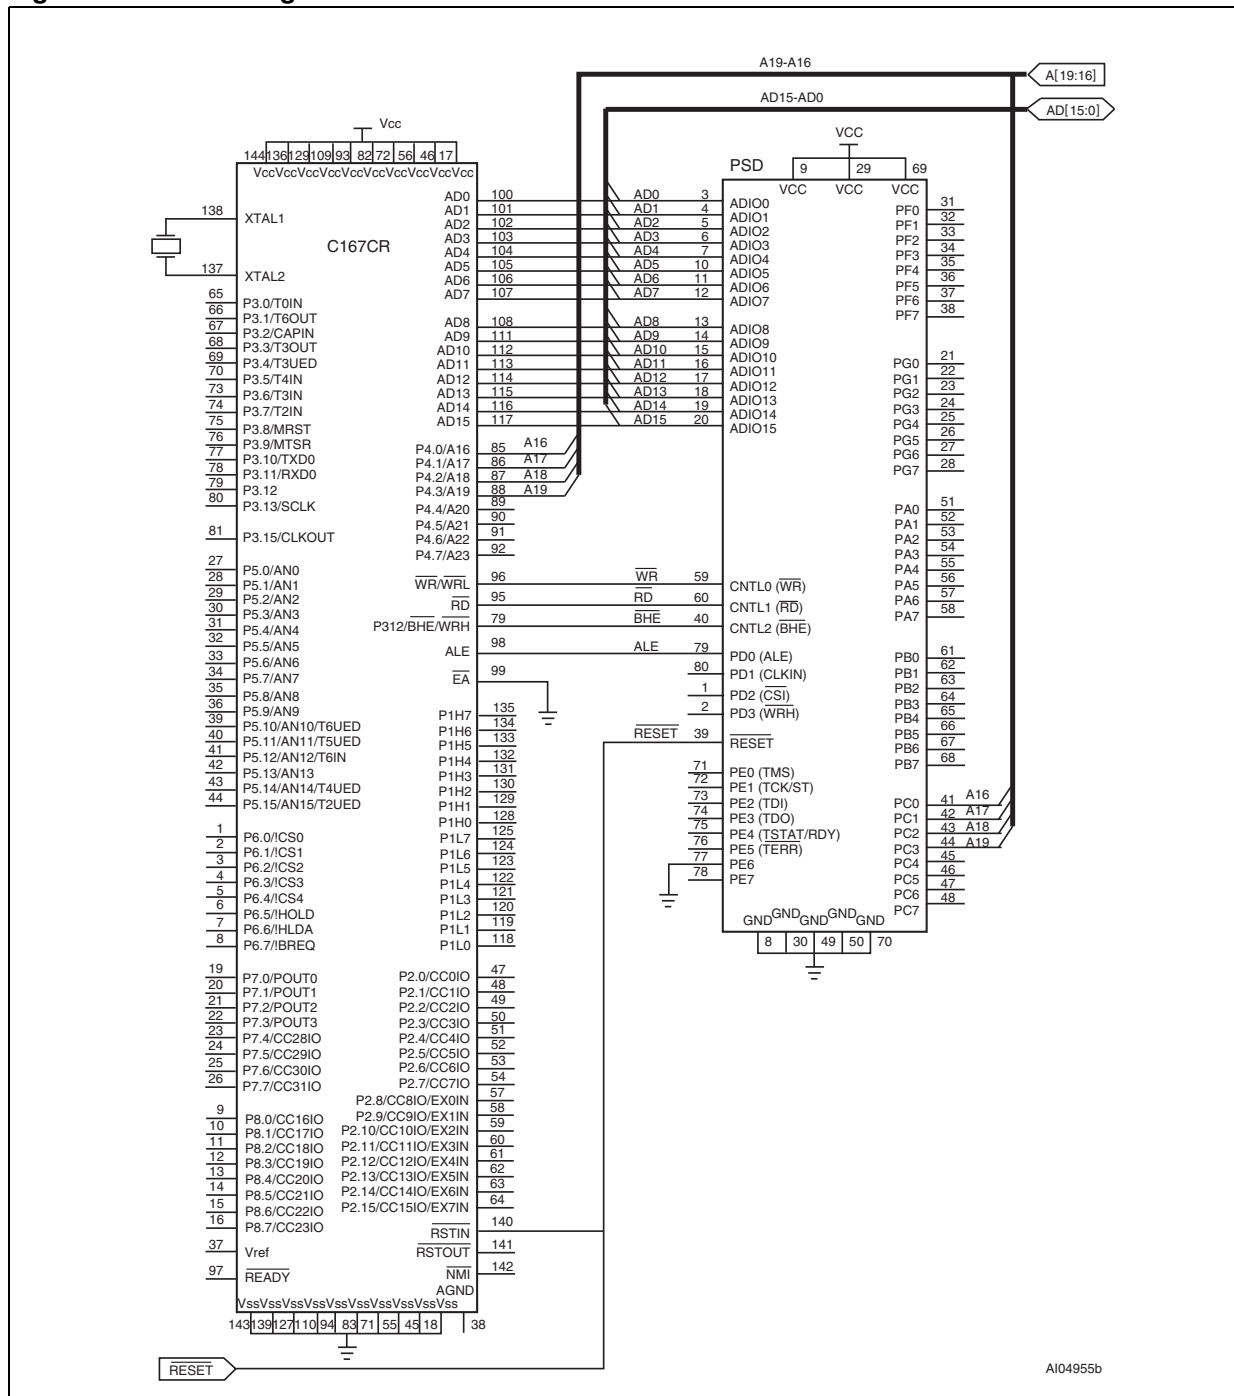 A19-A16
A[19:16]
AD15-AD0
AD[15:0]
Vcc
144 136 129 109 93 82 72 56 46 17
Vcc Vcc Vcc Vcc Vcc Vcc Vcc Vcc Vcc Vcc
138 XTAL1
137 XTAL2
C167CR
65 P3.0/T0IN
66 P3.1/T6OUT
67 P3.2/CAPIN
68 P3.3/T3OUT
69 P3.4/T3UED
70 P3.5/T4IN
73 P3.6/T3IN
74 P3.7/T2IN
75 P3.8/MRST
76 P3.9/MTSR
77 P3.10/TXD0
78 P3.11/RXD0
79 P3.12
80 P3.13/SCLK
81 P3.15/CLKOUT
27 P5.0/AN0
28 P5.1/AN1
29 P5.2/AN2
30 P5.3/AN3
31 P5.4/AN4
32 P5.5/AN5
33 P5.6/AN6
34 P5.7/AN7
35 P5.8/AN8
36 P5.9/AN9
39 P5.10/AN10/T6UED
40 P5.11/AN11/T5UED
41 P5.12/AN12/T6IN
42 P5.13/AN13
43 P5.14/AN14/T4UED
44 P5.15/AN15/T2UED
1 P6.0/!CS0
2 P6.1/!CS1
3 P6.2/!CS2
4 P6.3/!CS3
5 P6.4/!CS4
6 P6.5/!HOLD
7 P6.6/!HLDA
8 P6.7/!BREQ
19 P7.0/POUT0
20 P7.1/POUT1
21 P7.2/POUT2
22 P7.3/POUT3
23 P7.4/CC28IO
24 P7.5/CC29IO
25 P7.6/CC30IO
26 P7.7/CC31IO
9 P8.0/CC16IO
10 P8.1/CC17IO
11 P8.2/CC18IO
12 P8.3/CC19IO
13 P8.4/CC20IO
14 P8.5/CC21IO
15 P8.6/CC22IO
16 P8.7/CC23IO
37 Vref
97 READY
AD0 100 AD0 3 ADIO0
AD1 101 AD1 4 ADIO1
AD2 102 AD2 5 ADIO2
AD3 103 AD3 6 ADIO3
AD4 104 AD4 7 ADIO4
AD5 105 AD5 10 ADIO5
AD6 106 AD6 11 ADIO6
AD7 107 AD7 12 ADIO7
AD8 108 AD8 13 ADIO8
AD9 111 AD9 14 ADIO9
AD10 112 AD10 15 ADIO10
AD11 113 AD11 16 ADIO11
AD12 114 AD12 17 ADIO12
AD13 115 AD13 18 ADIO13
AD14 116 AD14 19 ADIO14
AD15 117 AD15 20 ADIO15
P4.0/A16 85 A16
P4.1/A17 86 A17
P4.2/A18 87 A18
P4.3/A19 88 A19
P4.4/A20 89
P4.5/A21 90
P4.6/A22 91
P4.7/A23 92
WR/WRL 96 WR 59 CNTL0 (WR)
RD 95 RD 60 CNTL1 (RD)
P312/BHE/WRH 79 BHE 40 CNTL2 (BHE)
ALE 98 ALE 79 PD0 (ALE)
80 PD1 (CLKIN)
EA 99
1 PD2 (CSI)
2 PD3 (WRH)
RESET 39 RESET
P1H7 135
P1H6 134
P1H5 133
P1H4 132
P1H3 131
P1H2 130
P1H1 129
P1H0 128
P1L7 125
P1L6 124
P1L5 123
P1L4 122
P1L3 121
P1L2 120
P1L1 119
P1L0 118
P2.0/CC0IO 47
P2.1/CC1IO 48
P2.2/CC2IO 49
P2.3/CC3IO 50
P2.4/CC4IO 51
P2.5/CC5IO 52
P2.6/CC6IO 53
P2.7/CC7IO 54
P2.8/CC8IO/EX0IN 57
P2.9/CC9IO/EX1IN 58
P2.10/CC10IO/EX2IN 59
P2.11/CC11IO/EX3IN 60
P2.12/CC12IO/EX4IN 61
P2.13/CC13IO/EX5IN 62
P2.14/CC14IO/EX6IN 63
P2.15/CC15IO/EX7IN 64
RSTIN 140
RSTOUT 141
NMI 142
AGND
Vss Vss Vss Vss Vss Vss Vss Vss Vss Vss
143 139 127 110 94 83 71 55 45 18 38
RESET
PSD
VCC
9 29 69
VCC VCC VCC
71 PE0 (TMS)
72 PE1 (TCK/ST)
73 PE2 (TDI)
74 PE3 (TDO)
75 PE4 (TSTAT/RDY)
76 PE5 (TERR)
77 PE6
78 PE7
PF0 31
PF1 32
PF2 33
PF3 34
PF4 35
PF5 36
PF6 37
PF7 38
PG0 21
PG1 22
PG2 23
PG3 24
PG4 25
PG5 26
PG6 27
PG7 28
PA0 51
PA1 52
PA2 53
PA3 54
PA4 55
PA5 56
PA6 57
PA7 58
PB0 61
PB1 62
PB2 63
PB3 64
PB4 65
PB5 66
PB6 67
PB7 68
PC0 41 A16
PC1 42 A17
PC2 43 A18
PC3 44 A19
PC4 45
PC5 46
PC6 47
PC7 48
GND GND GND GND GND
8 30 49 50 70
AI04955b